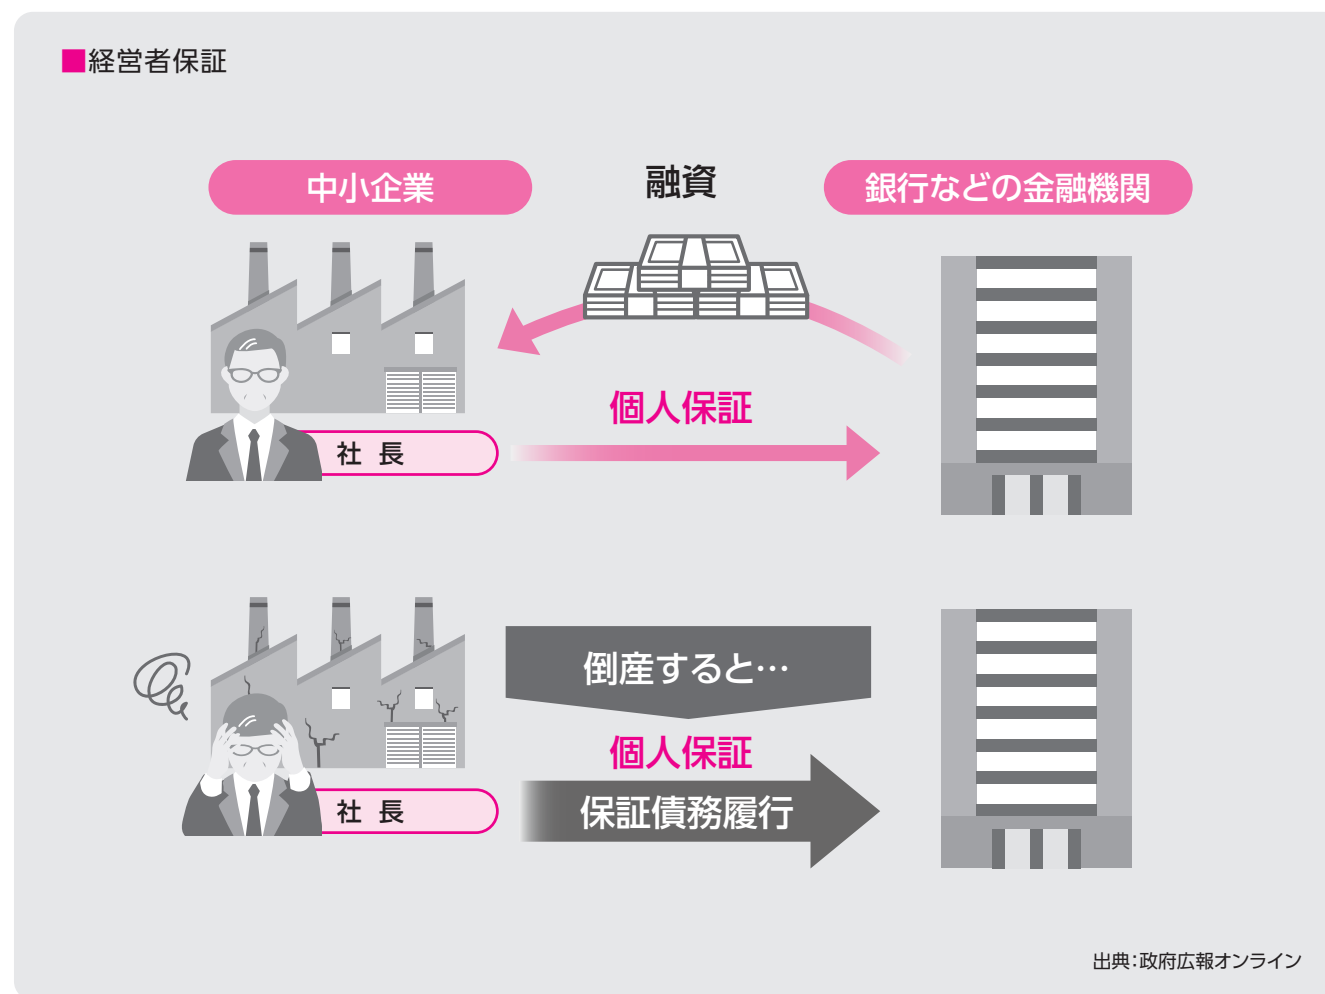 ■経営者保証
中小企業
融資
銀行などの金融機関
個人保証
社 長
倒産すると…
個人保証
社 長
保証債務履行
出典：政府広報オンライン